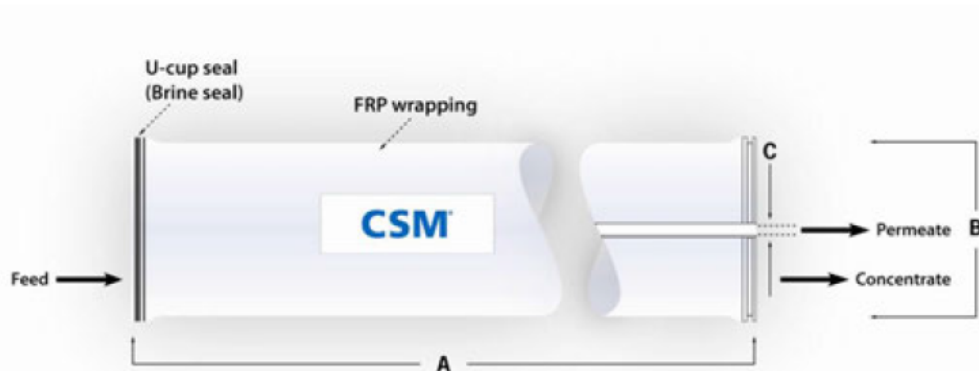 U-cup seal
(Brine seal)
FRP wrapping
C
CSM
Permeate
B
Feed
Concentrate
A